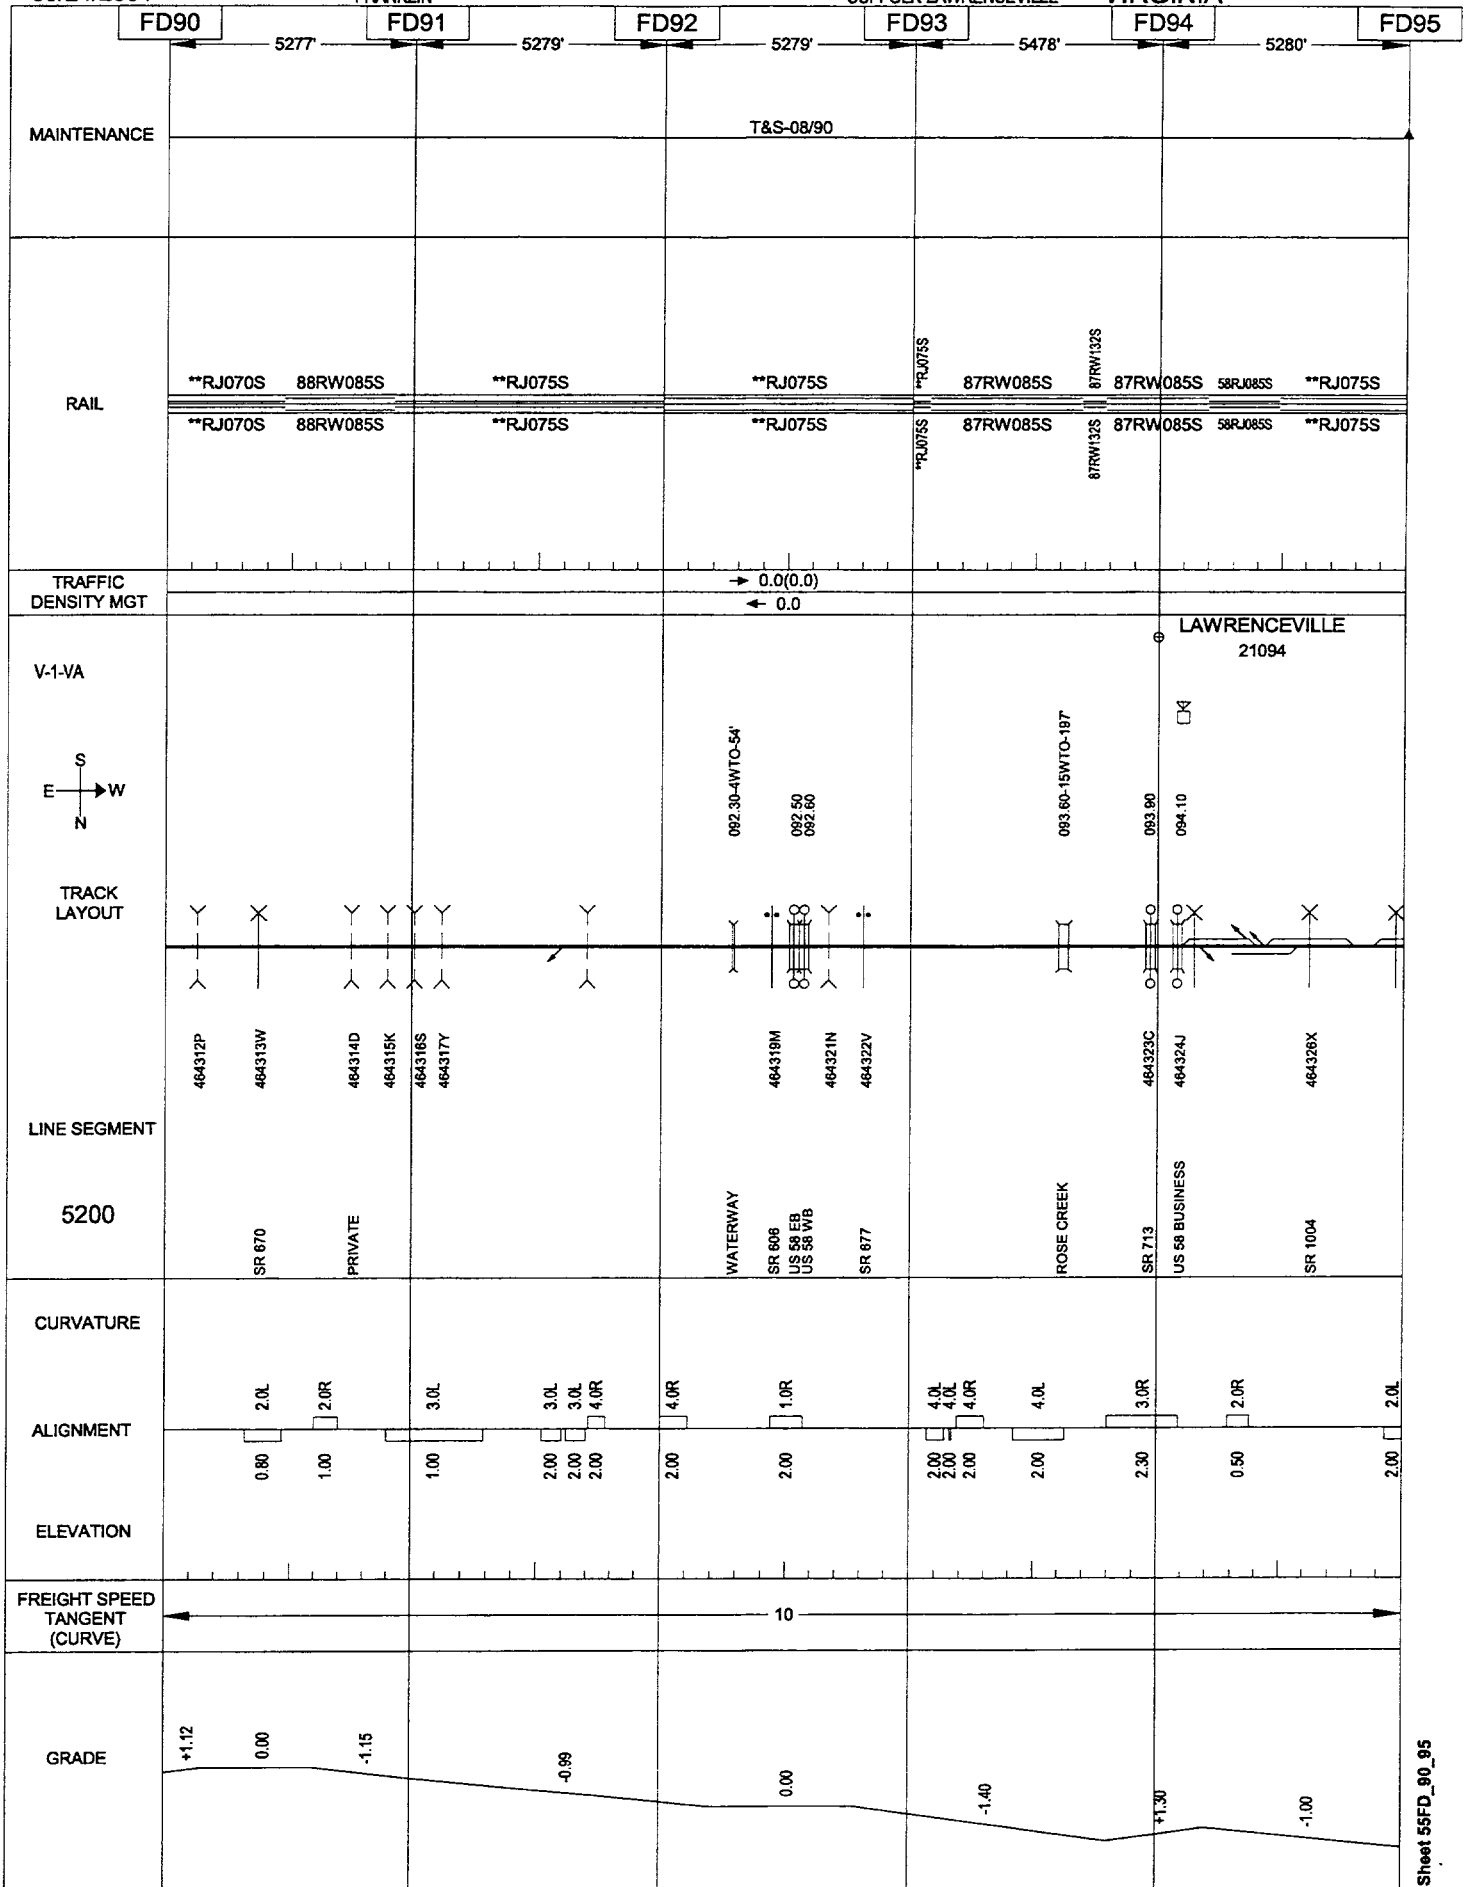 FD90 FD91 FD92 FD93 FD94 FD95
5277' 5279' 5279' 5478' 5280'
MAINTENANCE
T&S-08/90
RAIL
**RJ070S 88RW085S **RJ075S **RJ075S **RJ075S 87RW085S 87RW132S 87RW085S 58RJ085S **RJ075S
**RJ070S 88RW085S **RJ075S **RJ075S **RJ075S 87RW085S 87RW132S 87RW085S 58RJ085S **RJ075S
TRAFFIC
DENSITY MGT
0.0(0.0)
0.0
LAWRENCEVILLE
21094
V-1-VA
S
E W
N
092.30-4WTO-54'
092.50
092.60
093.60-15WTO-197'
093.90
094.10
TRACK
LAYOUT
464312P
464313W
464314D
464315K
464316S
464317Y
464319M
464321N
464322V
464323C
464324J
464326X
LINE SEGMENT
5200
SR 670
PRIVATE
WATERWAY
SR 606
US 58 EB
US 58 WB
SR 677
ROSE CREEK
SR 713
US 58 BUSINESS
SR 1004
CURVATURE
2.0L 2.0R 3.0L 3.0L 3.0L 4.0R 4.0R 1.0R 4.0L 4.0L 4.0R 4.0L 3.0R 2.0R 2.0L
ALIGNMENT
0.80 1.00 1.00 2.00 2.00 2.00 2.00 2.00 2.00 2.00 2.00 2.00 2.30 0.50 2.00
ELEVATION
FREIGHT SPEED
TANGENT
(CURVE)
10
GRADE
+1.12 0.00 -1.15 -0.99 0.00 -1.40 +1.30 -1.00
Sheet 55FD_90_95